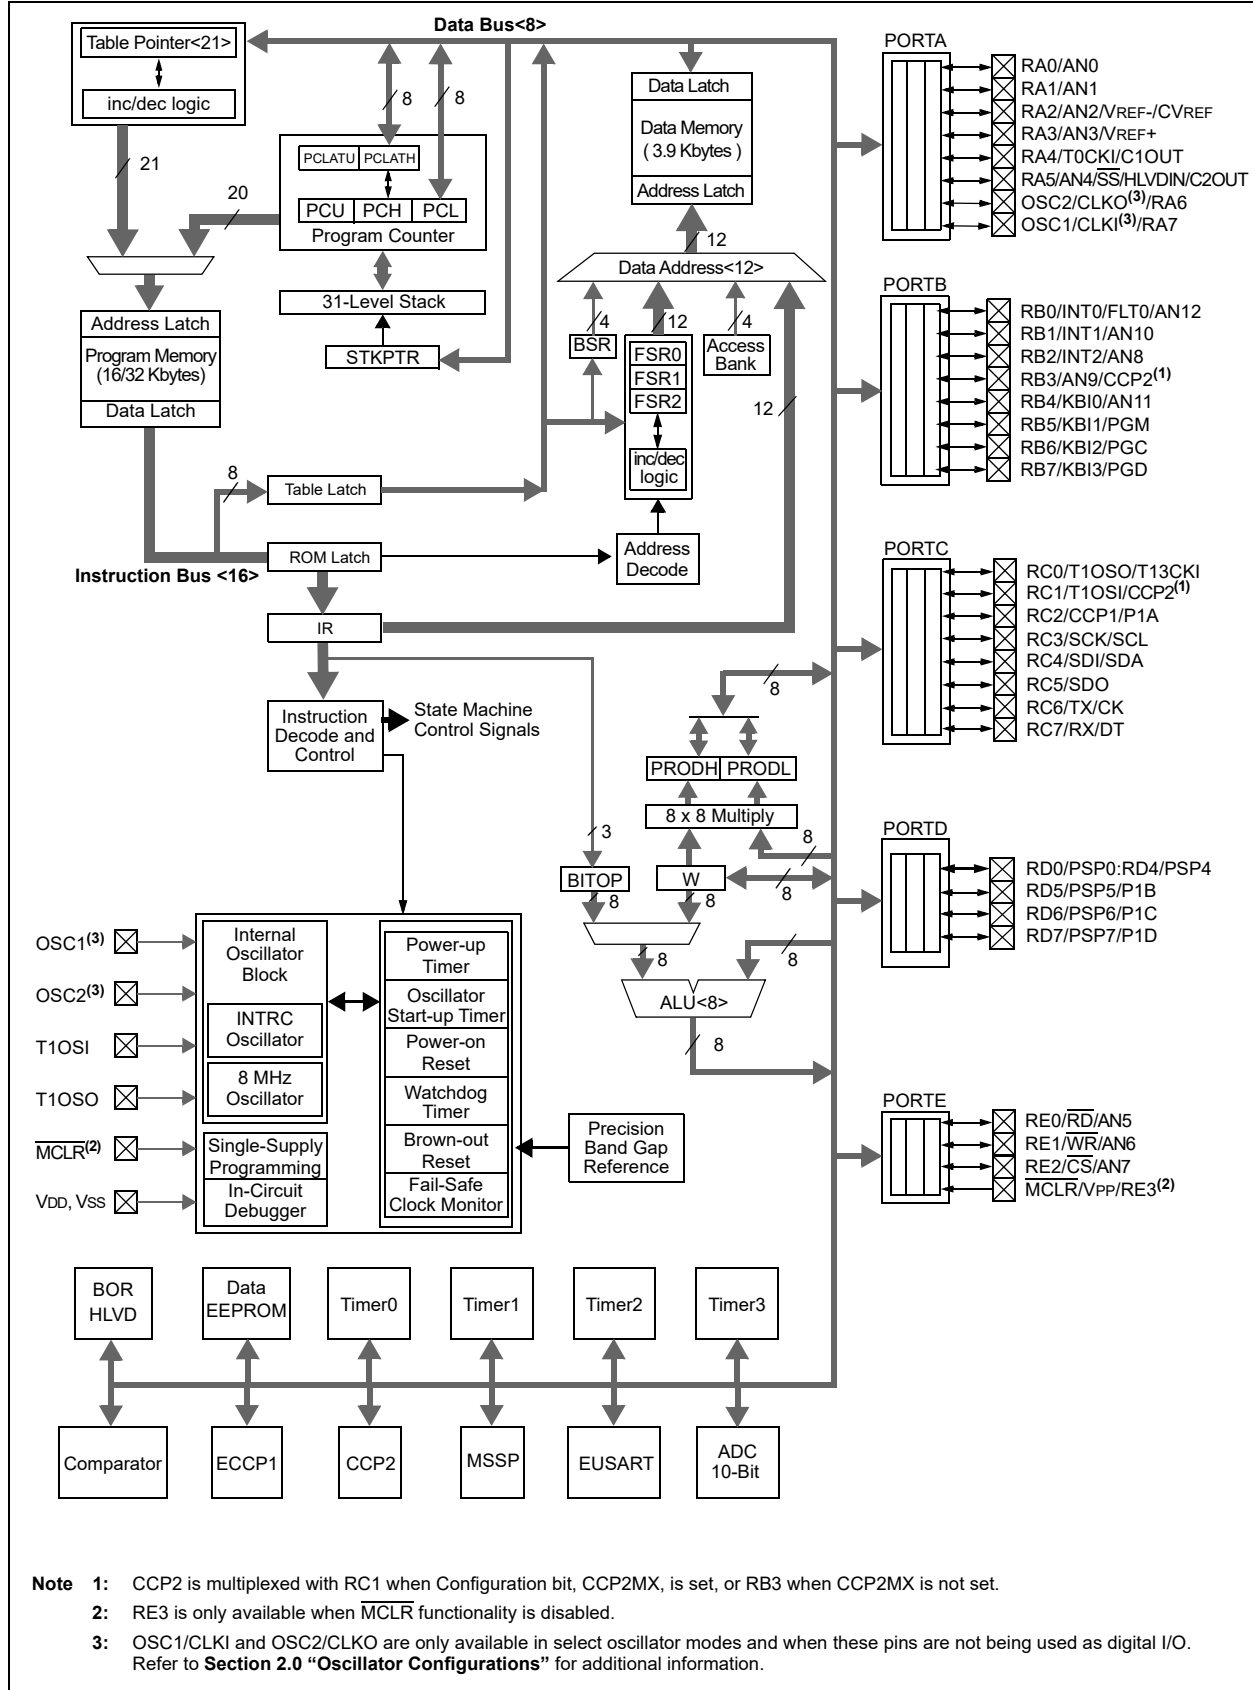 Data Bus<8>
Table Pointer<21>
inc/dec logic
21
20
8
8
PCLATU
PCLATH
PCU
PCH
PCL
Program Counter
31-Level Stack
STKPTR
Address Latch
Program Memory
(16/32 Kbytes)
Data Latch
8
Table Latch
ROM Latch
Instruction Bus <16>
IR
Data Latch
Data Memory
( 3.9 Kbytes )
Address Latch
12
Data Address<12>
4
12
4
BSR
FSR0
FSR1
FSR2
inc/dec
logic
Access
Bank
12
Address
Decode
Instruction
Decode and
Control
State Machine
Control Signals
8
PRODH
PRODL
8 x 8 Multiply
3
8
BITOP
W
8
8
8
8
8
ALU<8>
8
OSC1(3)
OSC2(3)
T1OSI
T1OSO
MCLR(2)
VDD, VSS
Internal
Oscillator
Block
INTRC
Oscillator
8 MHz
Oscillator
Single-Supply
Programming
In-Circuit
Debugger
Power-up
Timer
Oscillator
Start-up Timer
Power-on
Reset
Watchdog
Timer
Brown-out
Reset
Fail-Safe
Clock Monitor
Precision
Band Gap
Reference
PORTA
RA0/AN0
RA1/AN1
RA2/AN2/VREF-/CVREF
RA3/AN3/VREF+
RA4/T0CKI/C1OUT
RA5/AN4/SS/HLVDIN/C2OUT
OSC2/CLKO(3)/RA6
OSC1/CLKI(3)/RA7
PORTB
RB0/INT0/FLT0/AN12
RB1/INT1/AN10
RB2/INT2/AN8
RB3/AN9/CCP2(1)
RB4/KBI0/AN11
RB5/KBI1/PGM
RB6/KBI2/PGC
RB7/KBI3/PGD
PORTC
RC0/T1OSO/T13CKI
RC1/T1OSI/CCP2(1)
RC2/CCP1/P1A
RC3/SCK/SCL
RC4/SDI/SDA
RC5/SDO
RC6/TX/CK
RC7/RX/DT
PORTD
RD0/PSP0:RD4/PSP4
RD5/PSP5/P1B
RD6/PSP6/P1C
RD7/PSP7/P1D
PORTE
RE0/RD/AN5
RE1/WR/AN6
RE2/CS/AN7
MCLR/VPP/RE3(2)
BOR
HLVD
Data
EEPROM
Timer0
Timer1
Timer2
Timer3
Comparator
ECCP1
CCP2
MSSP
EUSART
ADC
10-Bit
Note 1: CCP2 is multiplexed with RC1 when Configuration bit, CCP2MX, is set, or RB3 when CCP2MX is not set.
2: RE3 is only available when MCLR functionality is disabled.
3: OSC1/CLKI and OSC2/CLKO are only available in select oscillator modes and when these pins are not being used as digital I/O.
Refer to Section 2.0 “Oscillator Configurations” for additional information.